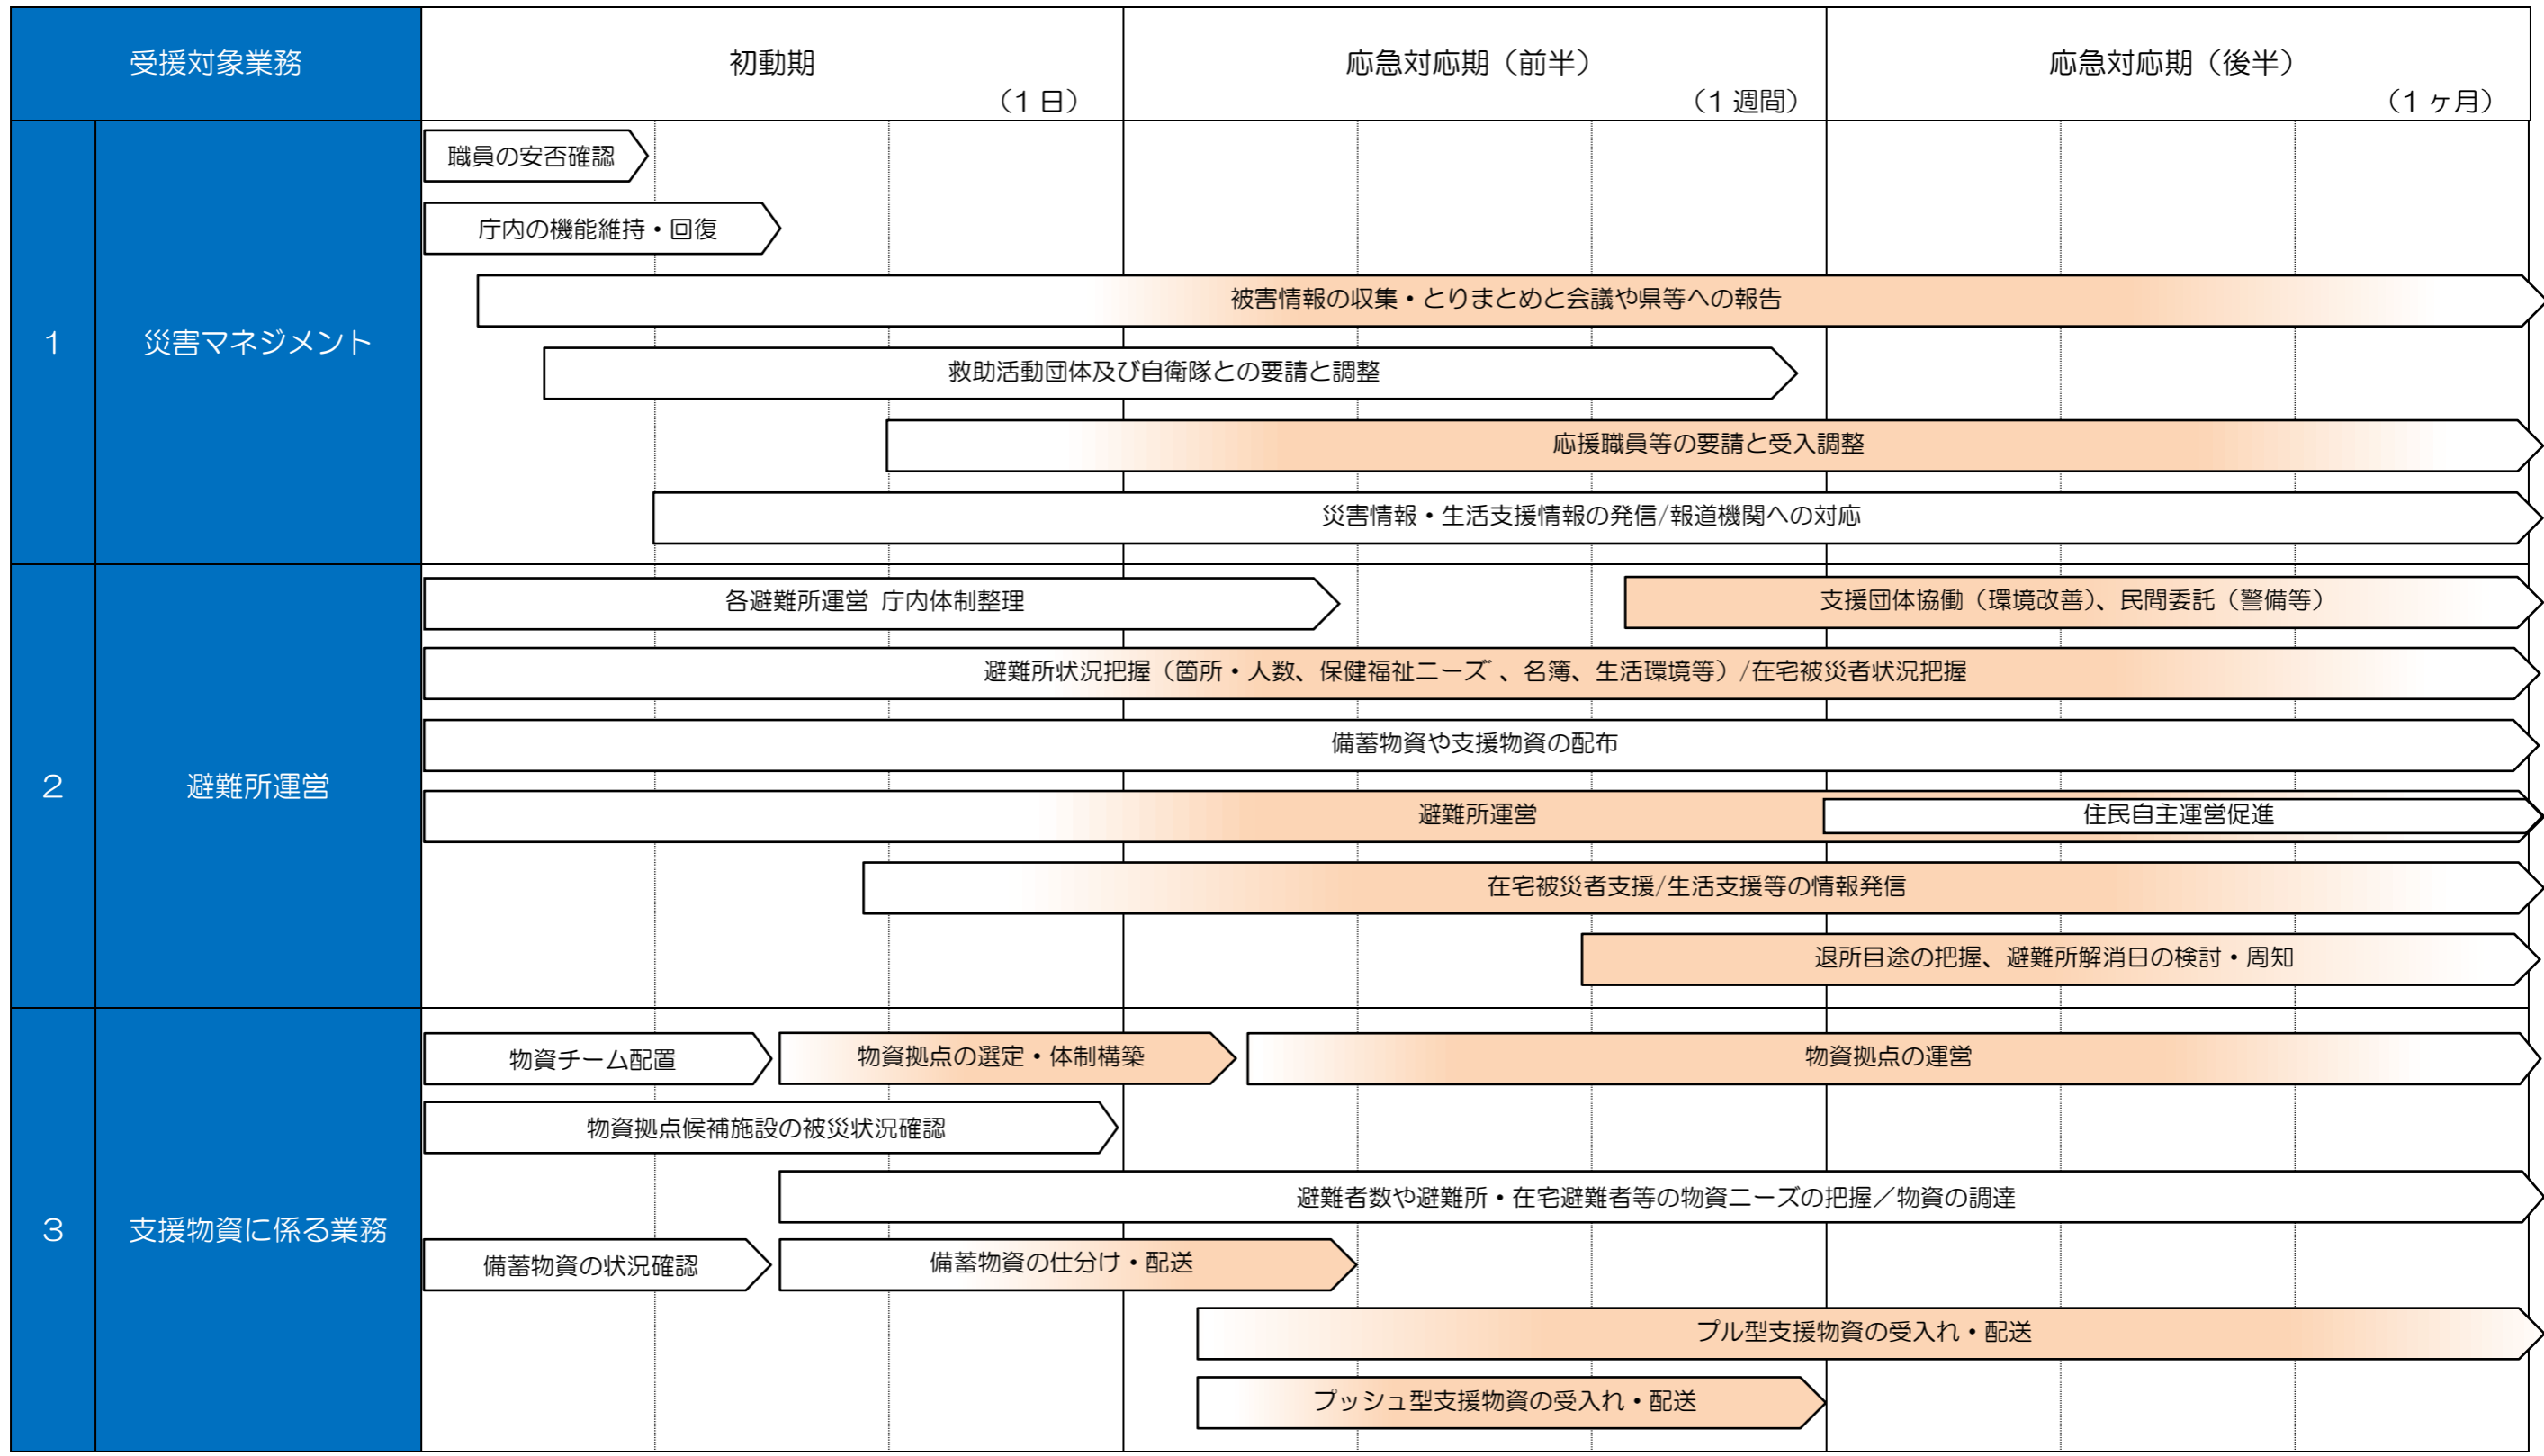 受援対象業務
初動期
（1日）
応急対応期（前半）
（1週間）
応急対応期（後半）
（1ヶ月）
1
災害マネジメント
職員の安否確認
庁内の機能維持・回復
被害情報の収集・とりまとめと会議や県等への報告
救助活動団体及び自衛隊との要請と調整
応援職員等の要請と受入調整
災害情報・生活支援情報の発信/報道機関への対応
2
避難所運営
各避難所運営 庁内体制整理
支援団体協働（環境改善）、民間委託（警備等）
避難所状況把握（箇所・人数、保健福祉ニーズ、名簿、生活環境等）/在宅被災者状況把握
備蓄物資や支援物資の配布
避難所運営
住民自主運営促進
在宅被災者支援/生活支援等の情報発信
退所目途の把握、避難所解消日の検討・周知
3
支援物資に係る業務
物資チーム配置
物資拠点の選定・体制構築
物資拠点の運営
物資拠点候補施設の被災状況確認
避難者数や避難所・在宅避難者等の物資ニーズの把握／物資の調達
備蓄物資の状況確認
備蓄物資の仕分け・配送
プル型支援物資の受入れ・配送
プッシュ型支援物資の受入れ・配送